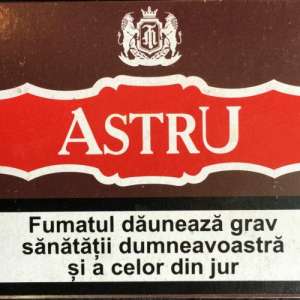 ASTRU
Fumatul dăunează grav
sănătății dumneavoastră
și a celor din jur